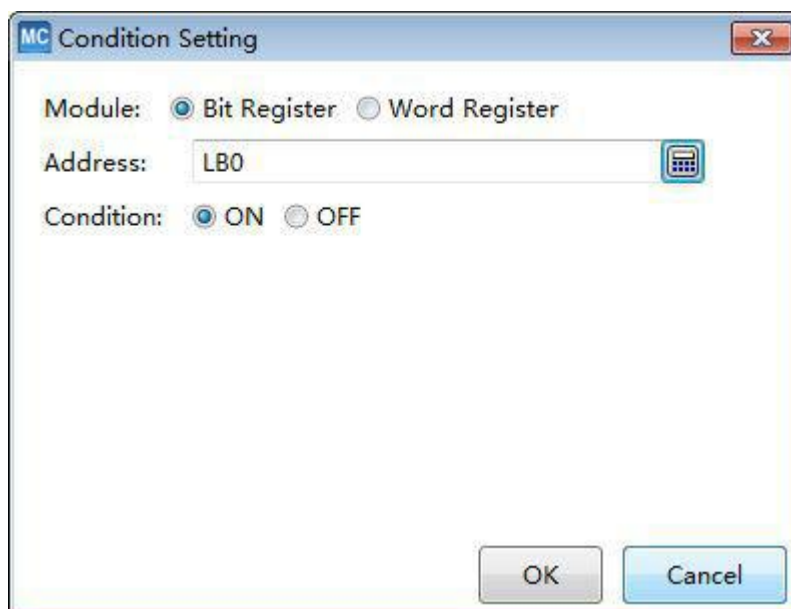 MC Condition Setting
Module: Bit Register Word Register
Address: LB0
Condition: ON OFF
OK Cancel